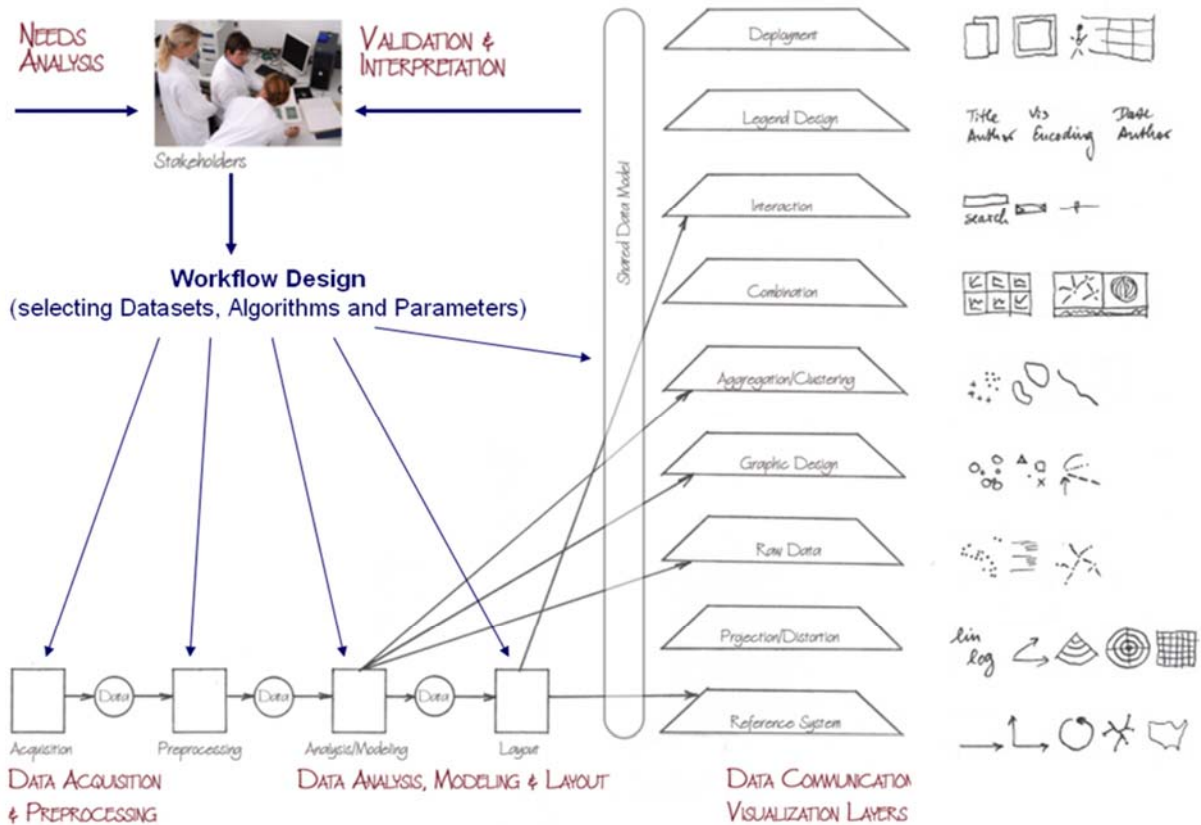 NEEDS
ANALYSIS
VALIDATION &
INTERPRETATION
Stakeholders
Workflow Design
(selecting Datasets, Algorithms and Parameters)
Data
Data
Data
Acquisition
Preprocessing
Analysis/Modeling
Layout
DATA ACQUISITION
& PREPROCESSING
DATA ANALYSIS, MODELING & LAYOUT
Shared Data Model
Deployment
Legend Design
Interaction
Combination
Aggregation/Clustering
Graphic Design
Raw Data
Projection/Distortion
Reference System
DATA COMMUNICATION
VISUALIZATION LAYERS
Title Vis Date
Author Encoding Author
search
lin
log